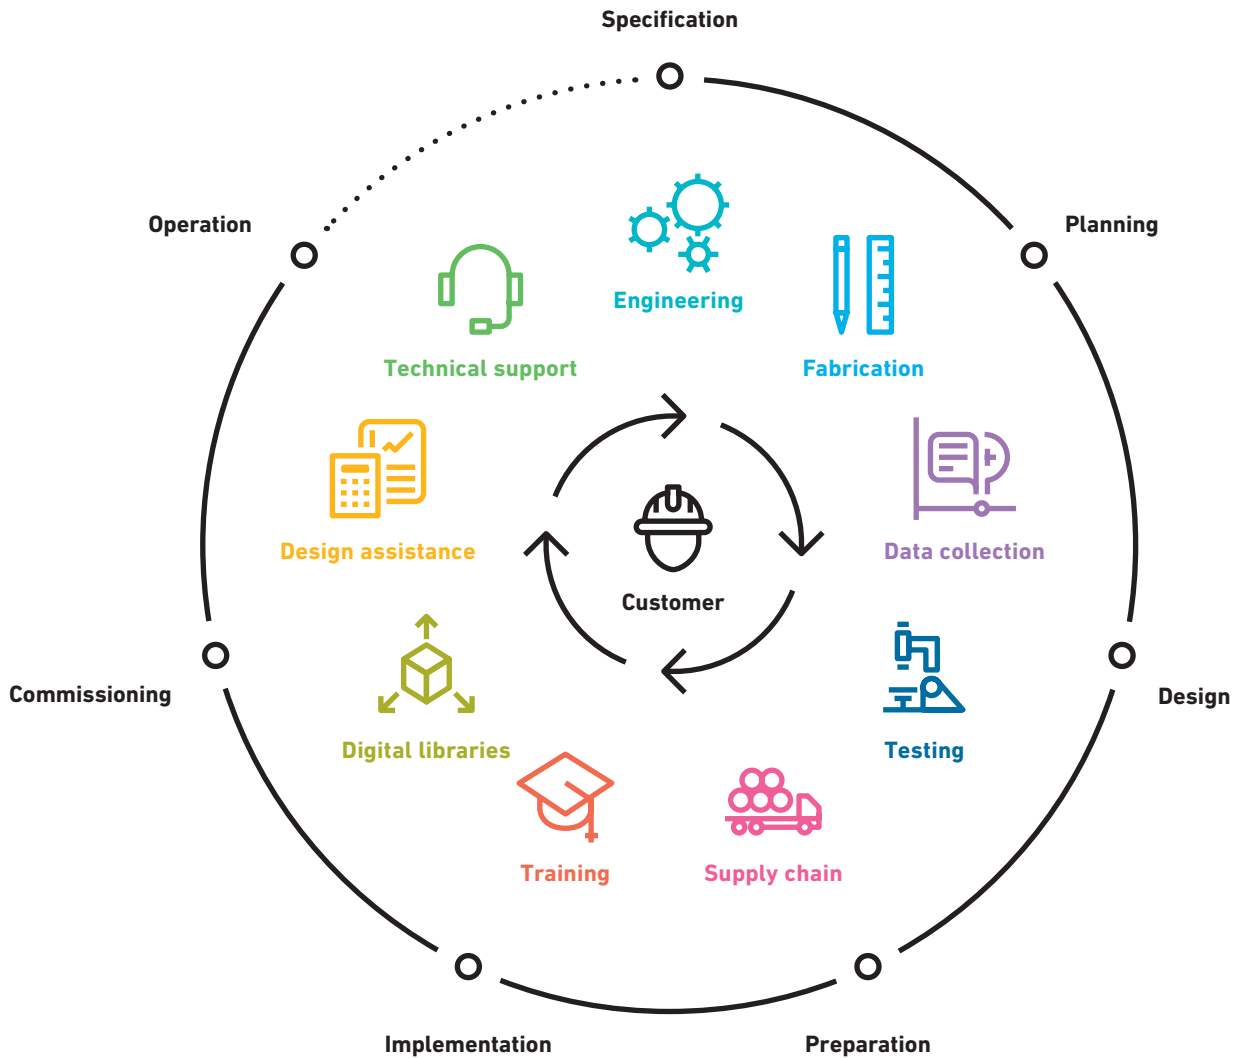 Specification
Operation
Planning
Engineering
Technical support
Fabrication
Design assistance
Data collection
Customer
Commissioning
Design
Digital libraries
Testing
Training
Supply chain
Implementation
Preparation